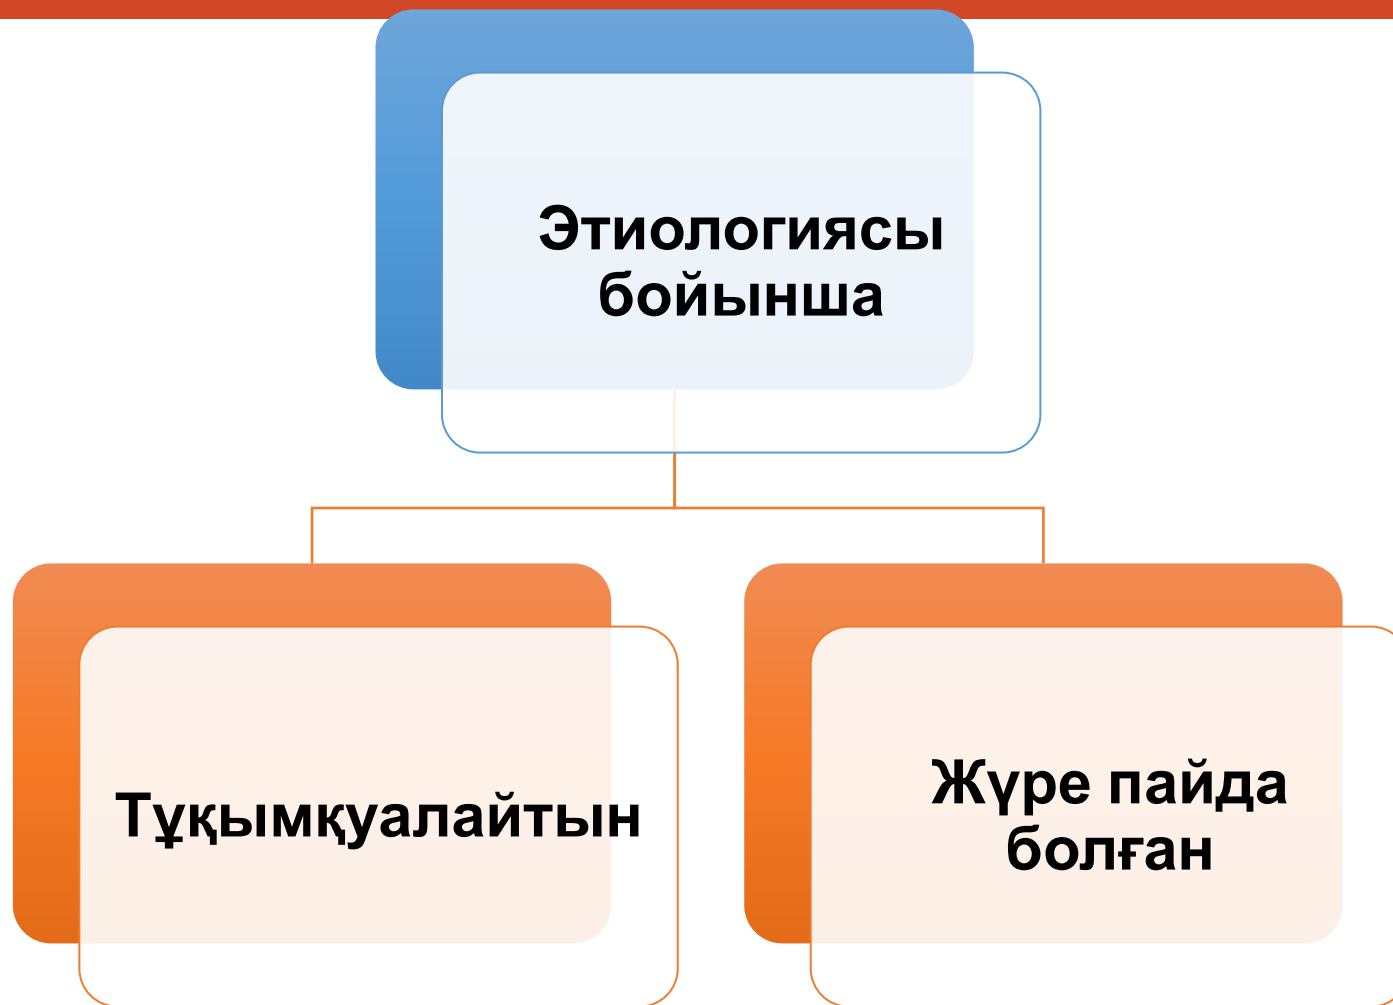 Этиологиясы
бойынша
Тұқымқуалайтын
Жүре пайда
болған